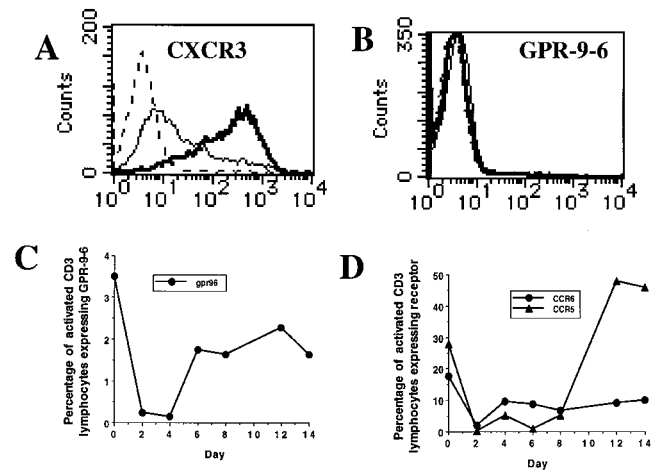 A
200
CXCR3
Counts
0
10^0 10^1 10^2 10^3 10^4
B
350
GPR-9-6
Counts
0
10^0 10^1 10^2 10^3 10^4
C
Percentage of activated CD3
lymphocytes expressing GPR-9-6
4
3
2
1
0
gpr96
0 2 4 6 8 10 12 14
Day
D
Percentage of activated CD3
lymphocytes expressing receptor
50
40
30
20
10
0
CCR6
CCR5
0 2 4 6 8 10 12 14
Day